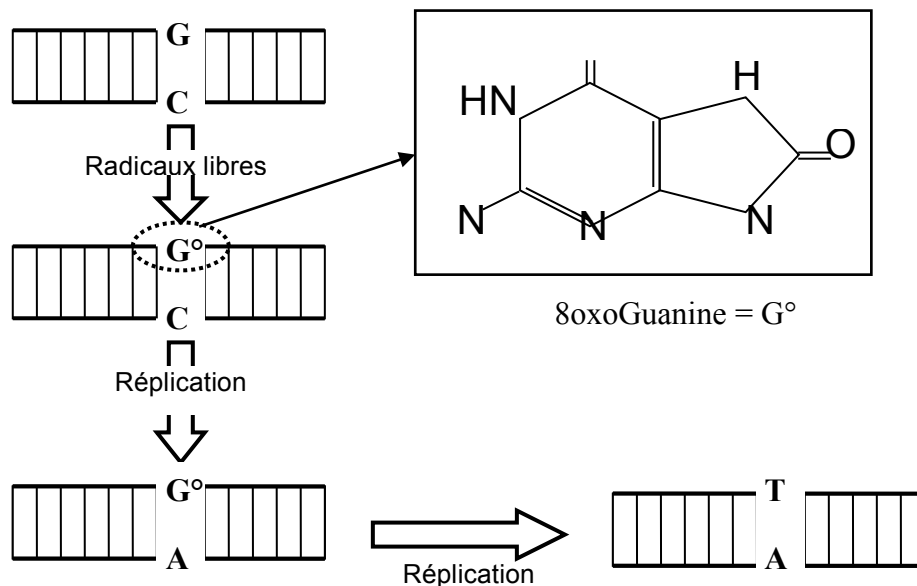 G
C
Radicaux libres
G°
C
Réplication
G°
A
Réplication
T
A
HN
H
O
N
N
N
8oxoGuanine = G°